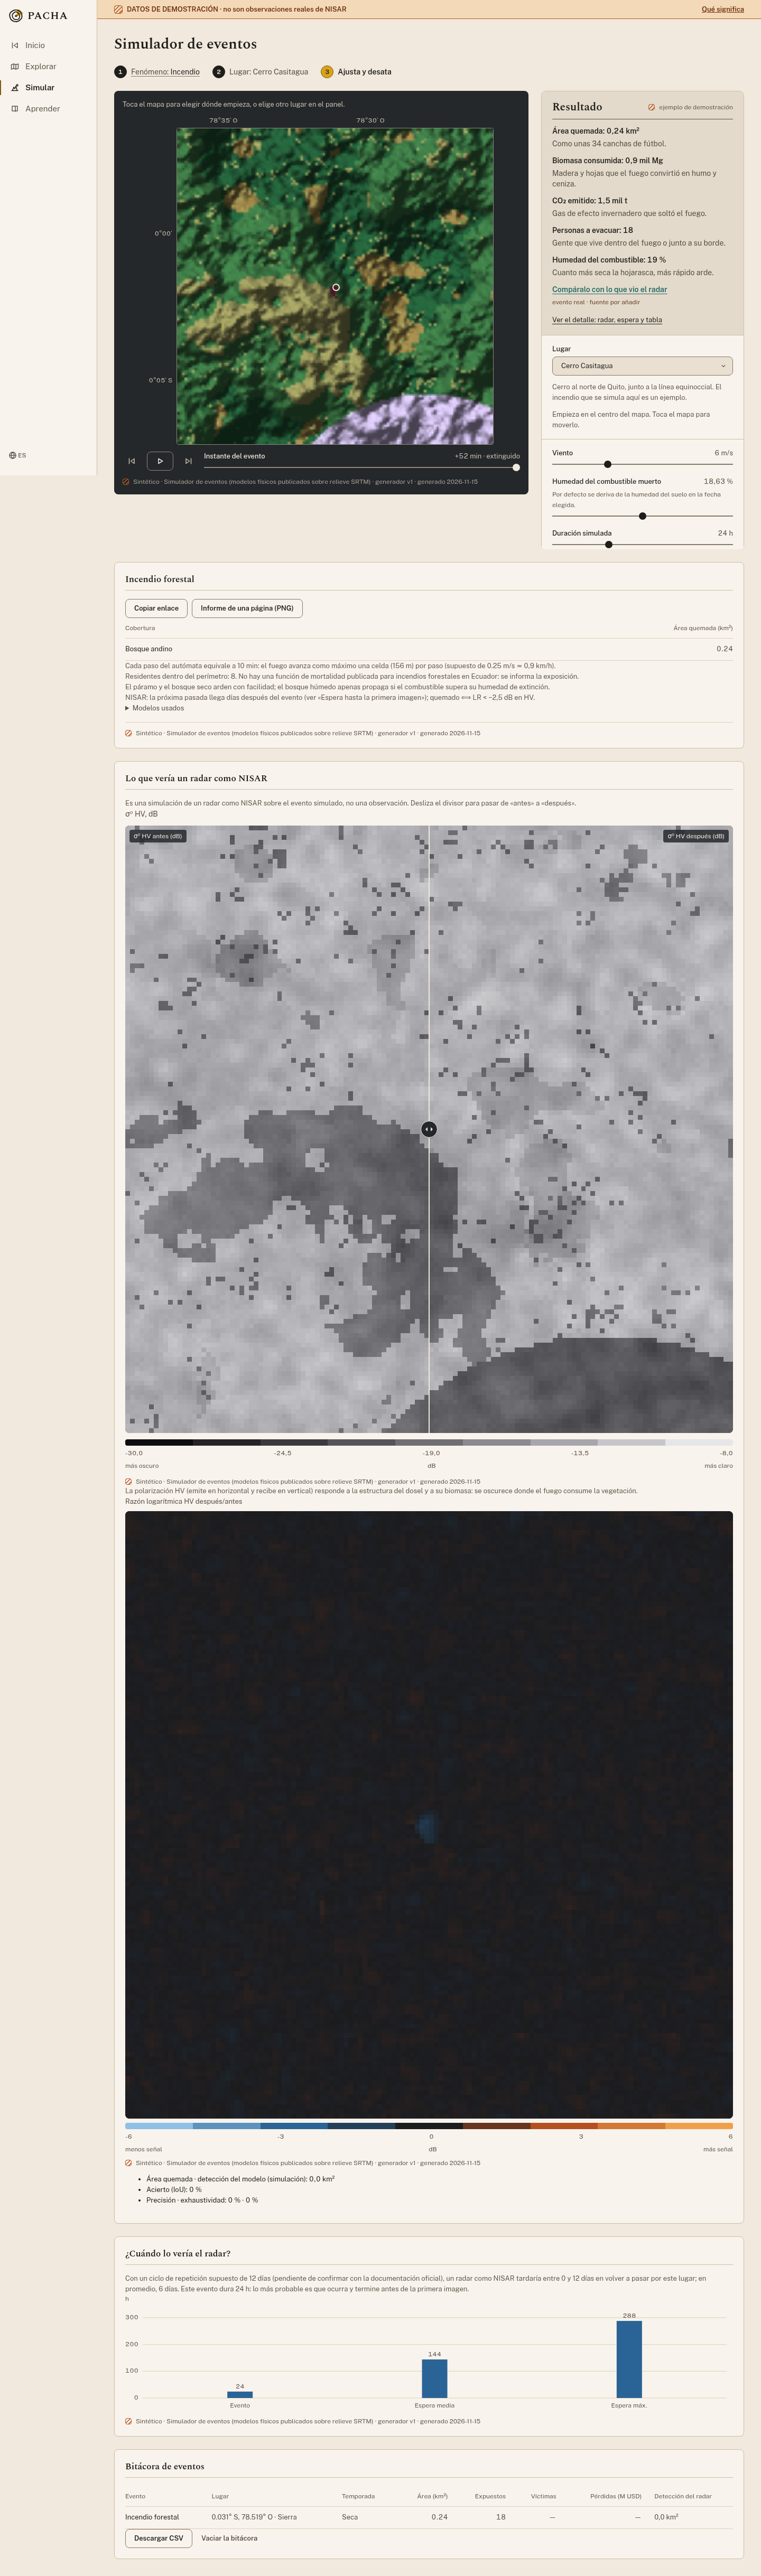 PACHA
Inicio
Explorar
Simular
Aprender
ES
DATOS DE DEMOSTRACIÓN · no son observaciones reales de NISAR
Qué significa
Simulador de eventos
1 Fenómeno: Incendio
2 Lugar: Cerro Casitagua
3 Ajusta y desata
Toca el mapa para elegir dónde empieza, o elige otro lugar en el panel.
78°35′ O
78°30′ O
0°00′
0°05′ S
Instante del evento
+52 min · extinguido
Sintético · Simulador de eventos (modelos físicos publicados sobre relieve SRTM) · generador v1 · generado 2026-11-15
Resultado
ejemplo de demostración
Área quemada: 0,24 km²
Como unas 34 canchas de fútbol.
Biomasa consumida: 0,9 mil Mg
Madera y hojas que el fuego convirtió en humo y
ceniza.
CO₂ emitido: 1,5 mil t
Gas de efecto invernadero que soltó el fuego.
Personas a evacuar: 18
Gente que vive dentro del fuego o junto a su borde.
Humedad del combustible: 19 %
Cuanto más seca la hojarasca, más rápido arde.
Compáralo con lo que vio el radar
evento real · fuente por añadir
Ver el detalle: radar, espera y tabla
Lugar
Cerro Casitagua
Cerro al norte de Quito, junto a la línea equinoccial. El
incendio que se simula aquí es un ejemplo.
Empieza en el centro del mapa. Toca el mapa para
moverlo.
Viento
6 m/s
Humedad del combustible muerto
18,63 %
Por defecto se deriva de la humedad del suelo en la fecha
elegida.
Duración simulada
24 h
Incendio forestal
Copiar enlace
Informe de una página (PNG)
Cobertura
Área quemada (km²)
Bosque andino
0.24
Cada paso del autómata equivale a 10 min: el fuego avanza como máximo una celda (156 m) por paso (supuesto de 0.25 m/s ≈ 0,9 km/h).
Residentes dentro del perímetro: 8. No hay una función de mortalidad publicada para incendios forestales en Ecuador: se informa la exposición.
El páramo y el bosque seco arden con facilidad; el bosque húmedo apenas propaga si el combustible supera su humedad de extinción.
NISAR: la próxima pasada llega días después del evento (ver «Espera hasta la primera imagen»); quemado ⟺ LR < −2,5 dB en HV.
Modelos usados
Sintético · Simulador de eventos (modelos físicos publicados sobre relieve SRTM) · generador v1 · generado 2026-11-15
Lo que vería un radar como NISAR
Es una simulación de un radar como NISAR sobre el evento simulado, no una observación. Desliza el divisor para pasar de «antes» a «después».
σ⁰ HV, dB
σ⁰ HV antes (dB)
σ⁰ HV después (dB)
-30,0
-24,5
-19,0
-13,5
-8,0
más oscuro
dB
más claro
Sintético · Simulador de eventos (modelos físicos publicados sobre relieve SRTM) · generador v1 · generado 2026-11-15
La polarización HV (emite en horizontal y recibe en vertical) responde a la estructura del dosel y a su biomasa: se oscurece donde el fuego consume la vegetación.
Razón logarítmica HV después/antes
-6
-3
0
3
6
menos señal
dB
más señal
Sintético · Simulador de eventos (modelos físicos publicados sobre relieve SRTM) · generador v1 · generado 2026-11-15
• Área quemada · detección del modelo (simulación): 0,0 km²
• Acierto (IoU): 0 %
• Precisión · exhaustividad: 0 % · 0 %
¿Cuándo lo vería el radar?
Con un ciclo de repetición supuesto de 12 días (pendiente de confirmar con la documentación oficial), un radar como NISAR tardaría entre 0 y 12 días en volver a pasar por este lugar; en
promedio, 6 días. Este evento dura 24 h: lo más probable es que ocurra y termine antes de la primera imagen.
h
300
200
100
0
24
144
288
Evento
Espera media
Espera máx.
Sintético · Simulador de eventos (modelos físicos publicados sobre relieve SRTM) · generador v1 · generado 2026-11-15
Bitácora de eventos
Evento
Lugar
Temporada
Área (km²)
Expuestos
Víctimas
Pérdidas (M USD)
Detección del radar
Incendio forestal
0.031° S, 78.519° O · Sierra
Seca
0.24
18
—
—
0,0 km²
Descargar CSV
Vaciar la bitácora